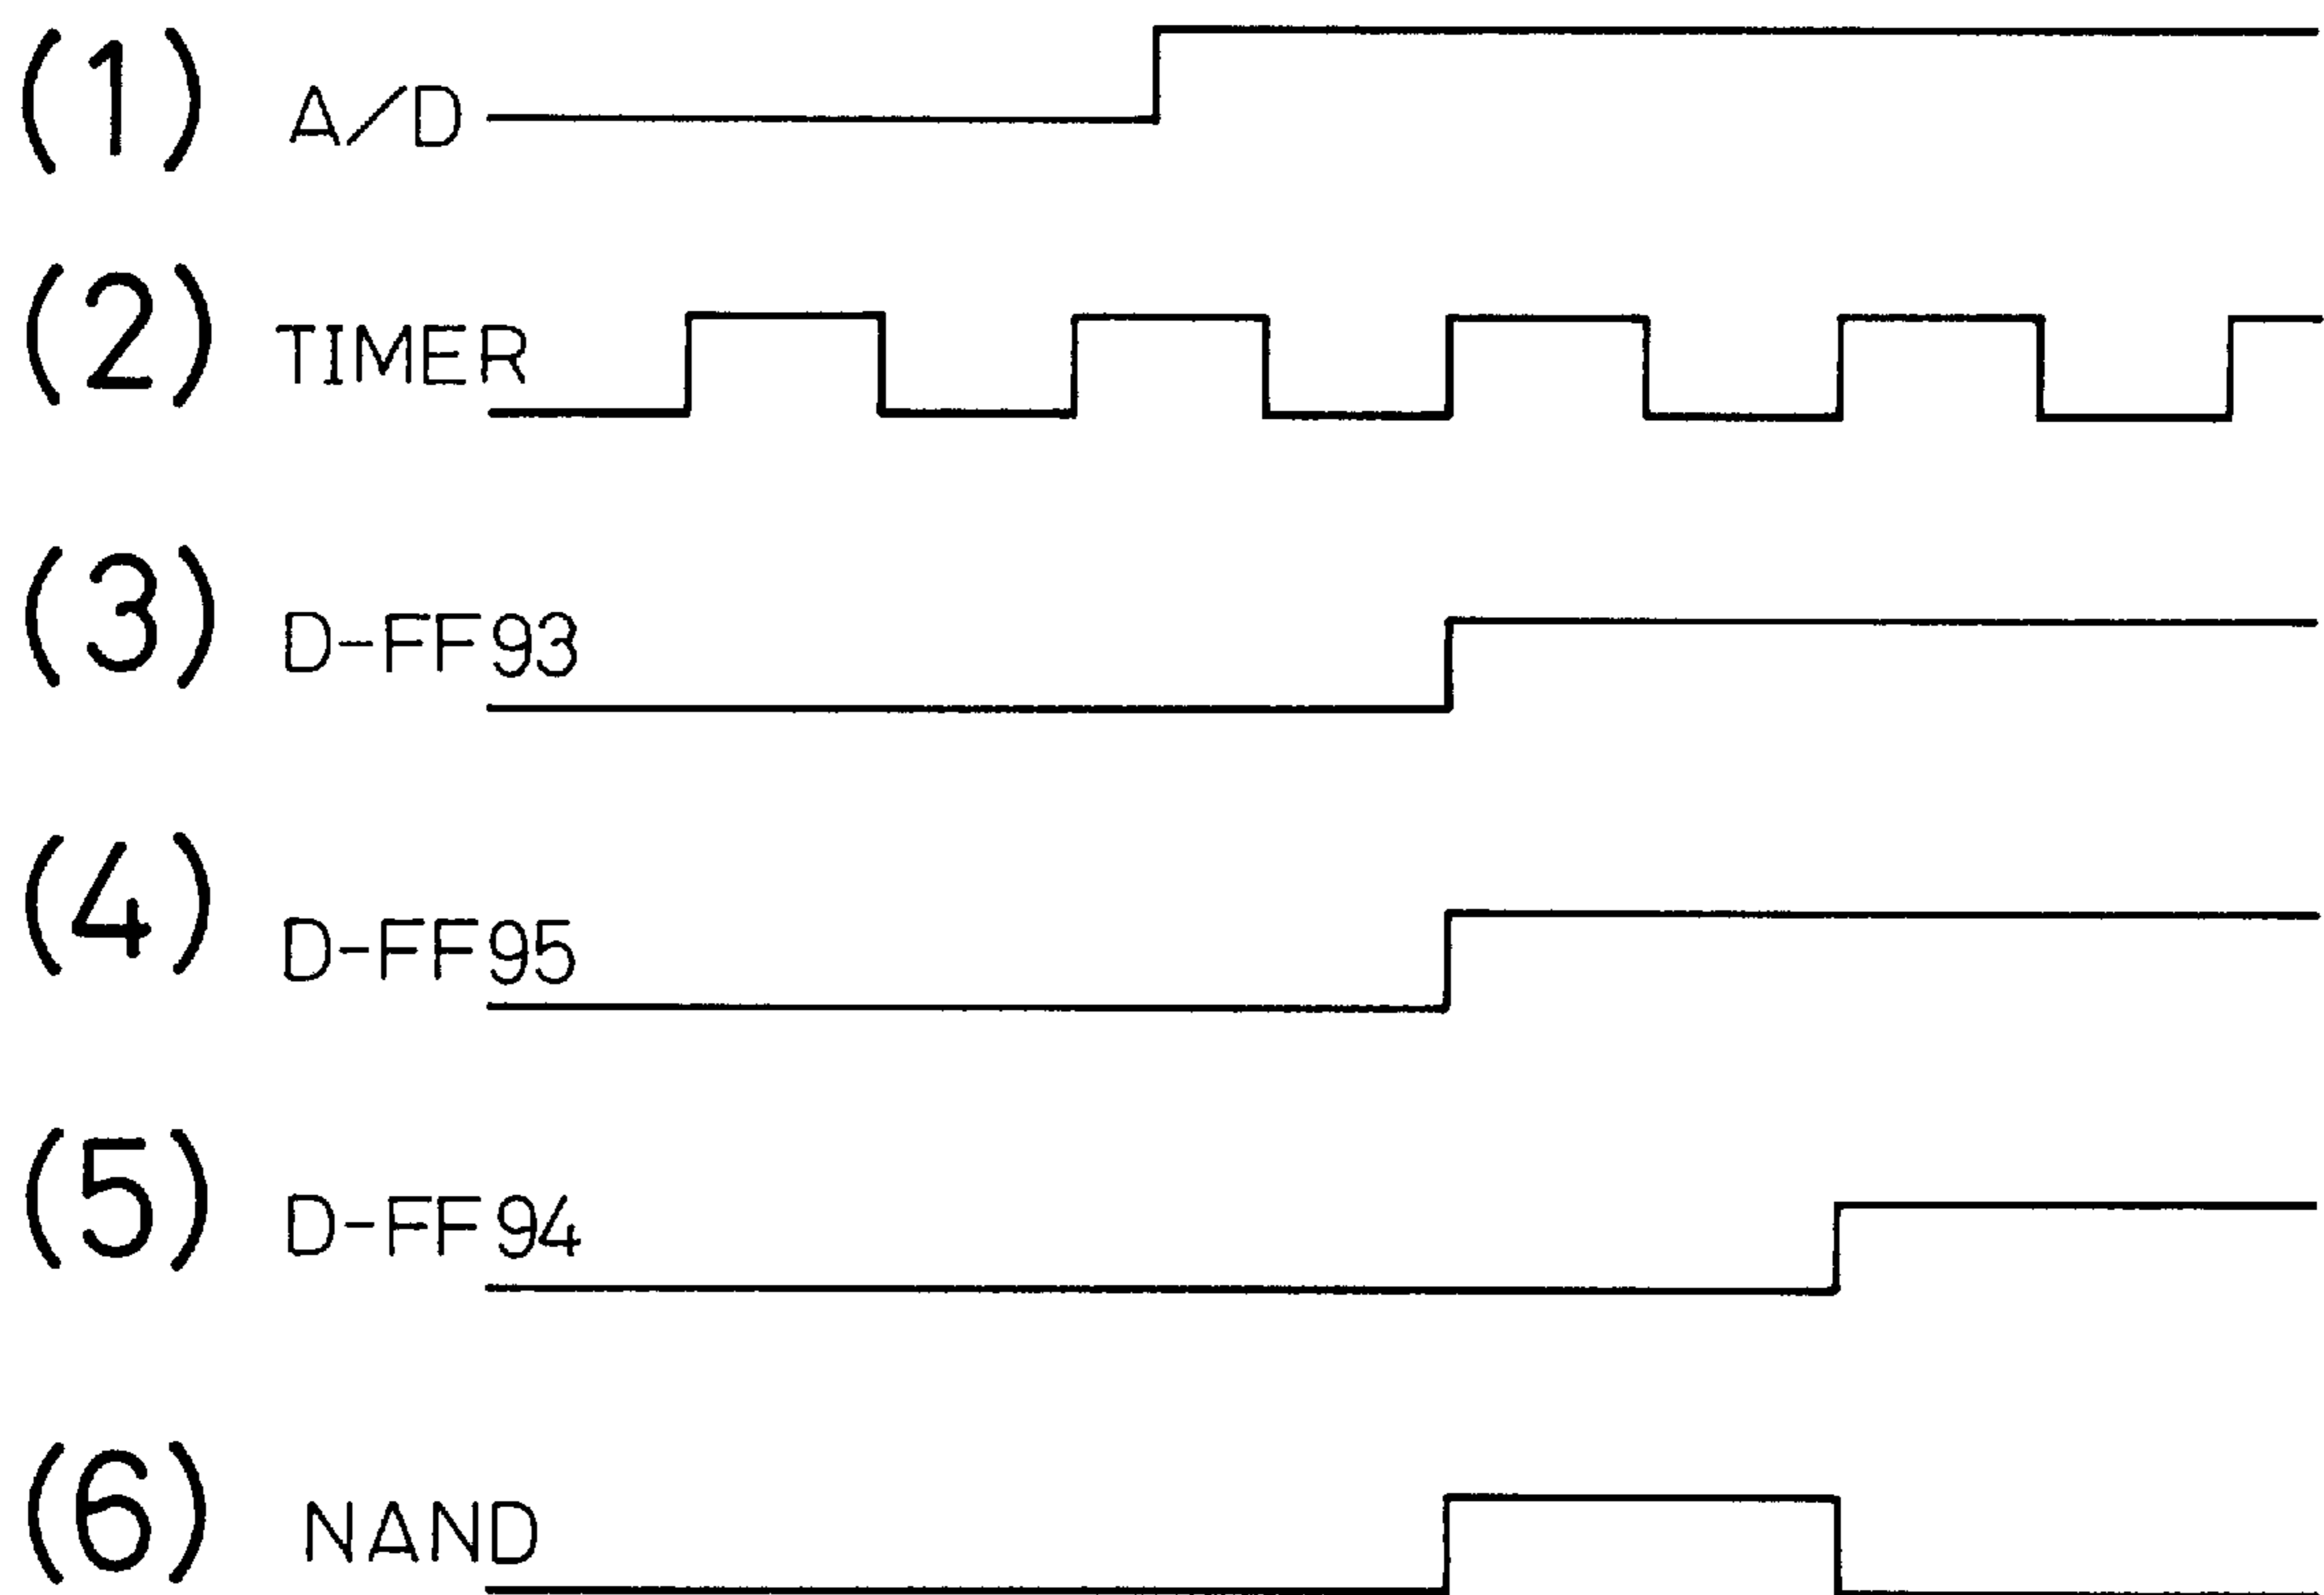 (1) A/D
(2) TIMER
(3) D-FF93
(4) D-FF95
(5) D-FF94
(6) NAND